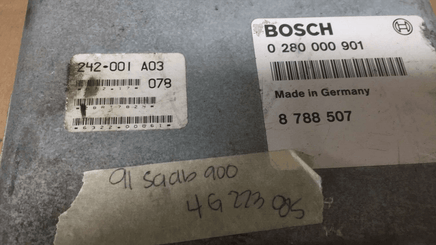 242-001 A03
078
BOSCH
0 280 000 901
Made in Germany
8 788 507
91 saab 900
4G 223 085